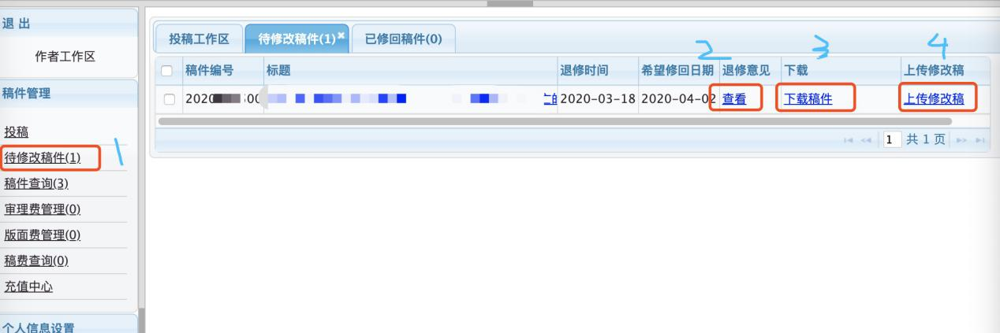 退 出
作者工作区
稿件管理
投稿
待修改稿件(1)
1
稿件查询(3)
审理费管理(0)
版面费管理(0)
稿费查询(0)
充值中心
个人信息设置
投稿工作区 待修改稿件(1) 已修回稿件(0)
2 3 4
稿件编号 标题 退修时间 希望修回日期 退修意见 下载 上传修改稿
2020 2020-03-18 2020-04-02 查看 下载稿件 上传修改稿
1 共 1 页